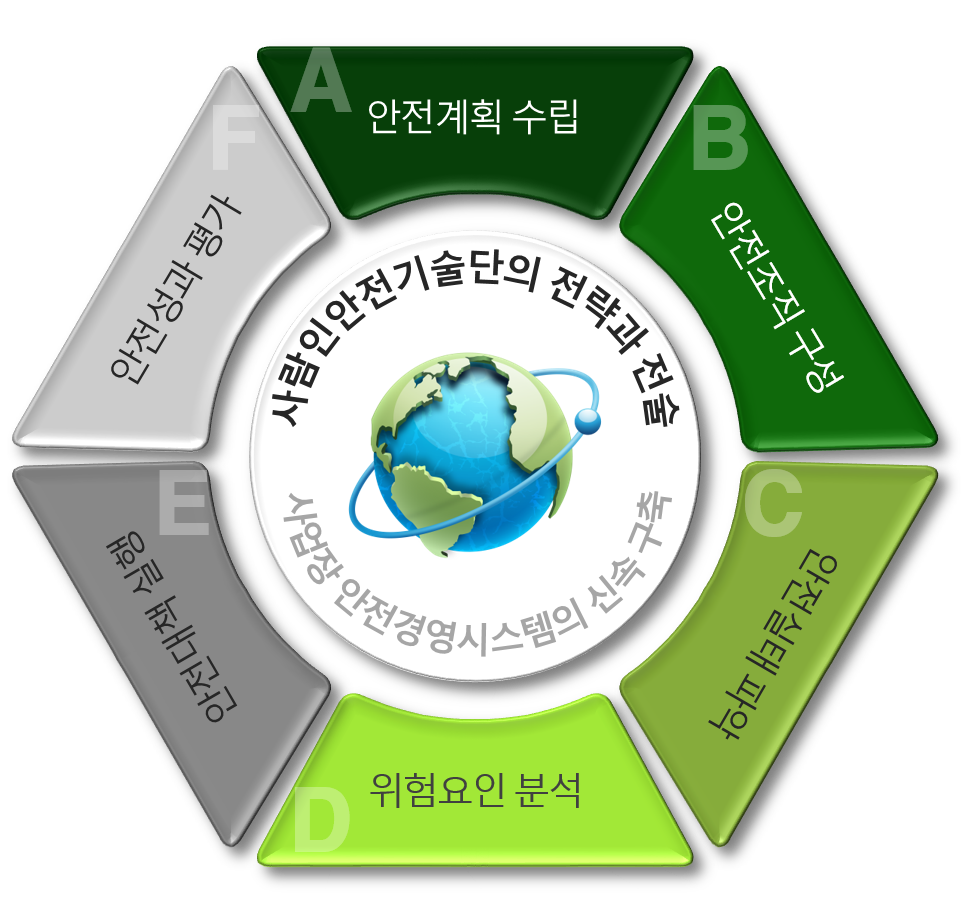 A
안전계획 수립
B
안전조직 구성
C
안전실태 파악
D
위험요인 분석
E
안전대책 실행
F
안전성과 평가
사람인안전기술단의 전략과 전술
사업장 안전경영시스템의 신속 구축